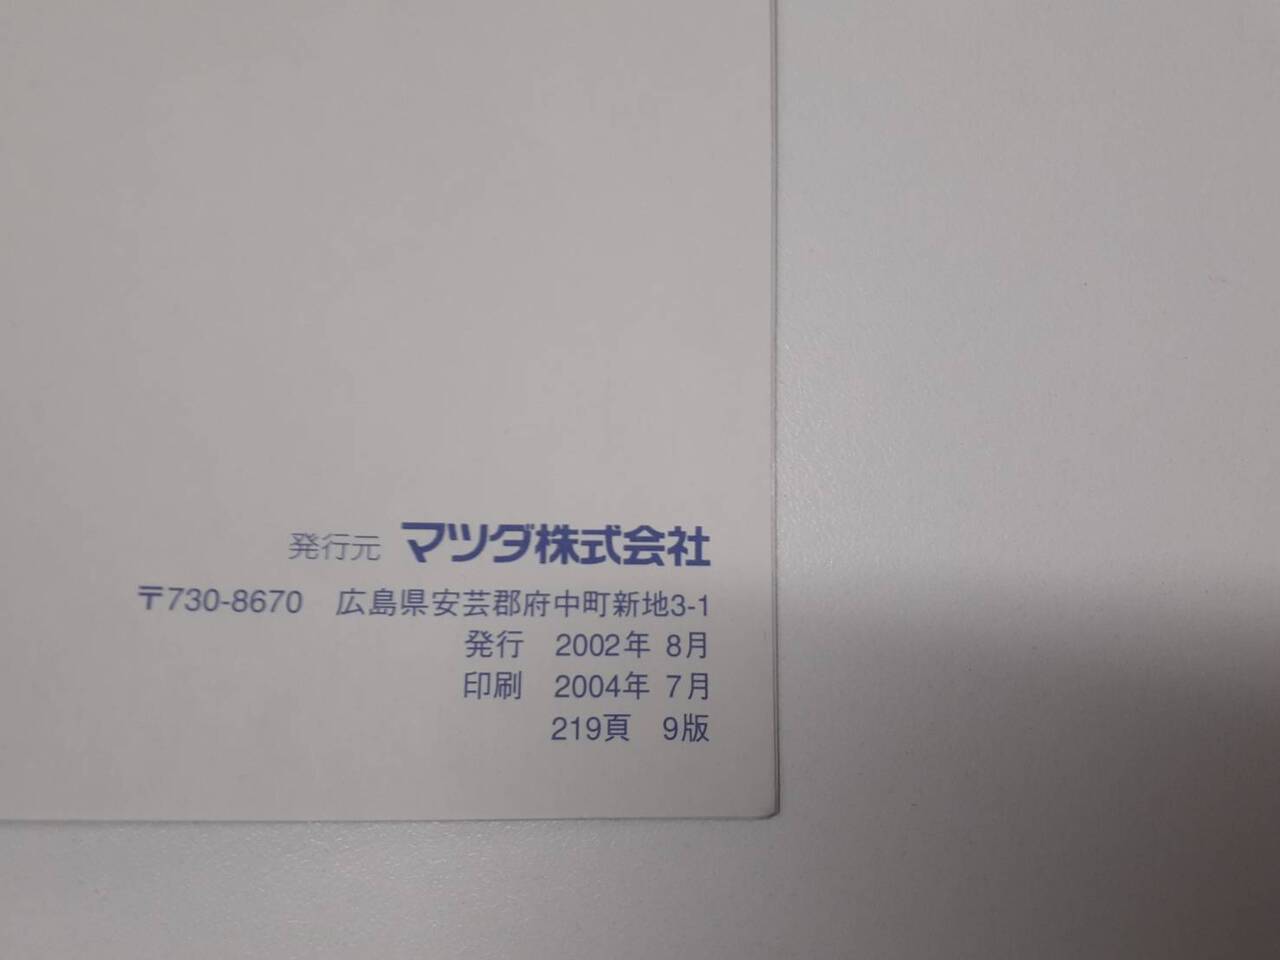 発行元 マツダ株式会社
〒730-8670 広島県安芸郡府中町新地3-1
発行 2002年 8月
印刷 2004年 7月
219頁 9版